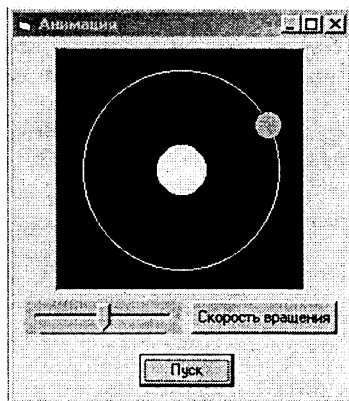 Анимация
Скорость вращения
Пуск